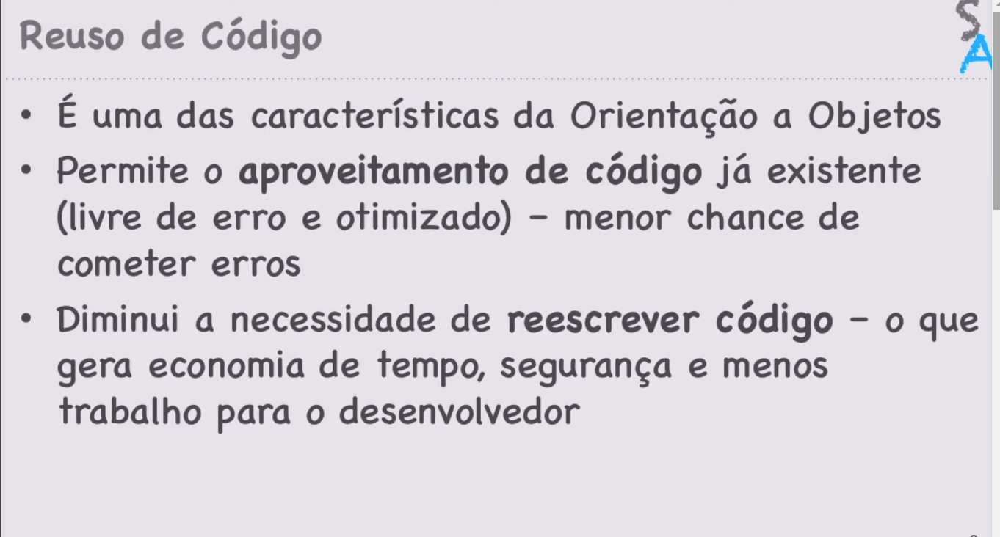 Reuso de Código
S
A
• É uma das características da Orientação a Objetos
• Permite o aproveitamento de código já existente
(livre de erro e otimizado) – menor chance de
cometer erros
• Diminui a necessidade de reescrever código – o que
gera economia de tempo, segurança e menos
trabalho para o desenvolvedor